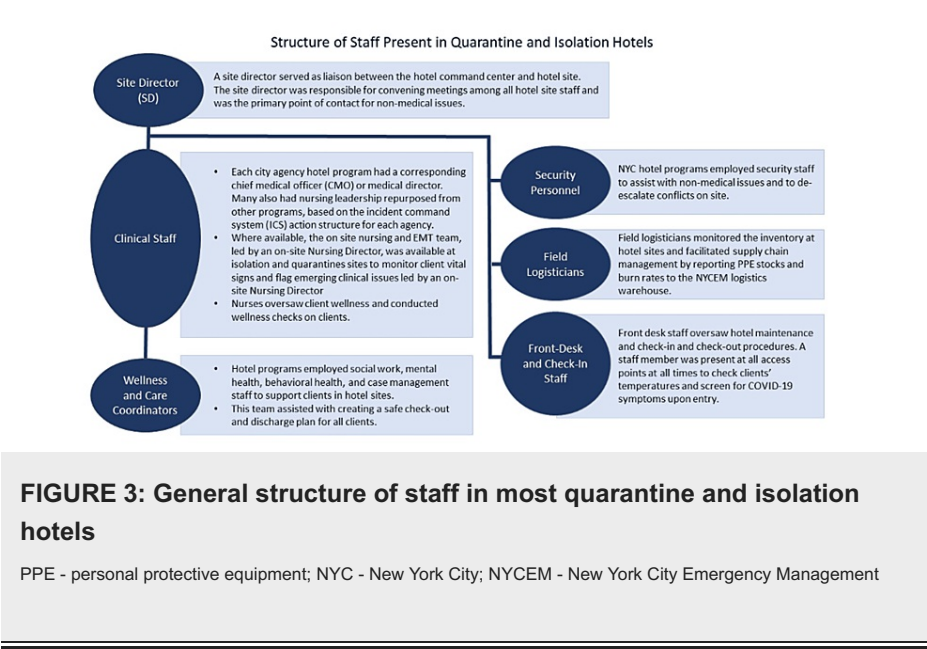 Structure of Staff Present in Quarantine and Isolation Hotels
Site Director
(SD)
A site director served as liaison between the hotel command center and hotel site.
The site director was responsible for convening meetings among all hotel site staff and
was the primary point of contact for non-medical issues.
Clinical Staff
• Each city agency hotel program had a corresponding
chief medical officer (CMO) or medical director.
Many also had nursing leadership repurposed from
other programs, based on the incident command
system (ICS) action structure for each agency.
• Where available, the on site nursing and EMT team,
led by an on-site Nursing Director, was available at
isolation and quarantines sites to monitor client vital
signs and flag emerging clinical issues led by an on-
site Nursing Director
• Nurses oversaw client wellness and conducted
wellness checks on clients.
Wellness
and Care
Coordinators
• Hotel programs employed social work, mental
health, behavioral health, and case management
staff to support clients in hotel sites.
• This team assisted with creating a safe check-out
and discharge plan for all clients.
Security
Personnel
NYC hotel programs employed security staff
to assist with non-medical issues and to de-
escalate conflicts on site.
Field
Logisticians
Field logisticians monitored the inventory at
hotel sites and facilitated supply chain
management by reporting PPE stocks and
burn rates to the NYCEM logistics
warehouse.
Front-Desk
and Check-In
Staff
Front desk staff oversaw hotel maintenance
and check-in and check-out procedures. A
staff member was present at all access
points at all times to check clients'
temperatures and screen for COVID-19
symptoms upon entry.
FIGURE 3: General structure of staff in most quarantine and isolation
hotels
PPE - personal protective equipment; NYC - New York City; NYCEM - New York City Emergency Management